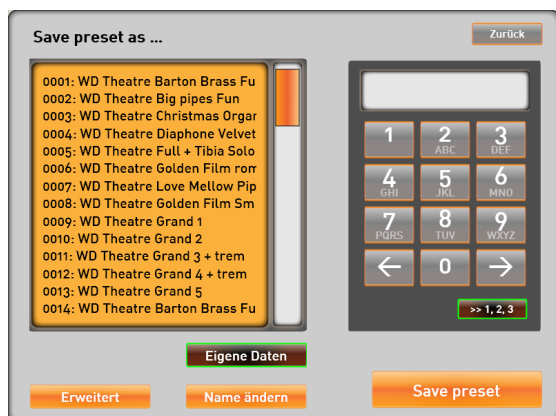 Save preset as ...
Zurück
0001: WD Theatre Barton Brass Fu
0002: WD Theatre Big pipes Fun
0003: WD Theatre Christmas Organ
0004: WD Theatre Diaphone Velvet
0005: WD Theatre Full + Tibia Solo
0006: WD Theatre Golden Film rom
0007: WD Theatre Love Mellow Pip
0008: WD Theatre Golden Film Sm
0009: WD Theatre Grand 1
0010: WD Theatre Grand 2
0011: WD Theatre Grand 3 + trem
0012: WD Theatre Grand 4 + trem
0013: WD Theatre Grand 5
0014: WD Theatre Barton Brass Fu
Eigene Daten
Erweitert
Name ändern
1
2
ABC
3
DEF
4
GHI
5
JKL
6
MNO
7
PQRS
8
TUV
9
WXYZ
←
0
→
>> 1, 2, 3
Save preset